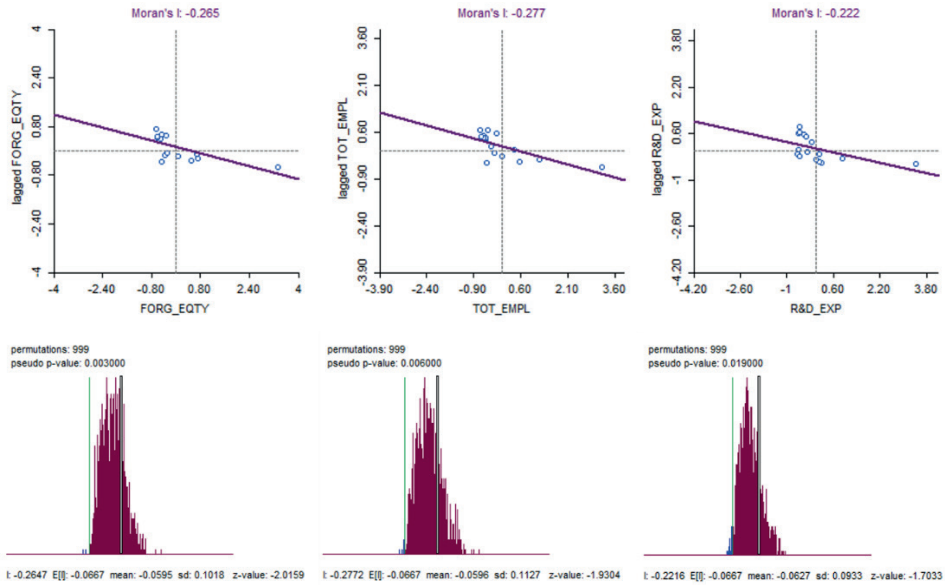 Moran's I: -0.265
4
2.40
0.80
-0.80
-2.40
-4
lagged FORG_EQTY
-4
-2.40
-0.80
0.80
2.40
4
FORG_EQTY
Moran's I: -0.277
3.60
2.10
0.60
-0.90
-2.40
-3.90
lagged TOT_EMPL
-3.90
-2.40
-0.90
0.60
2.10
3.60
TOT_EMPL
Moran's I: -0.222
3.80
2.20
0.60
-1
-2.60
-4.20
lagged R&D_EXP
-4.20
-2.60
-1
0.60
2.20
3.80
R&D_EXP
permutations: 999
pseudo p-value: 0.003000
I: -0.2647 E[I]: -0.0667 mean: -0.0595 sd: 0.1018 z-value: -2.0159
permutations: 999
pseudo p-value: 0.006000
I: -0.2772 E[I]: -0.0667 mean: -0.0596 sd: 0.1127 z-value: -1.9304
permutations: 999
pseudo p-value: 0.019000
I: -0.2216 E[I]: -0.0667 mean: -0.0627 sd: 0.0933 z-value: -1.7033